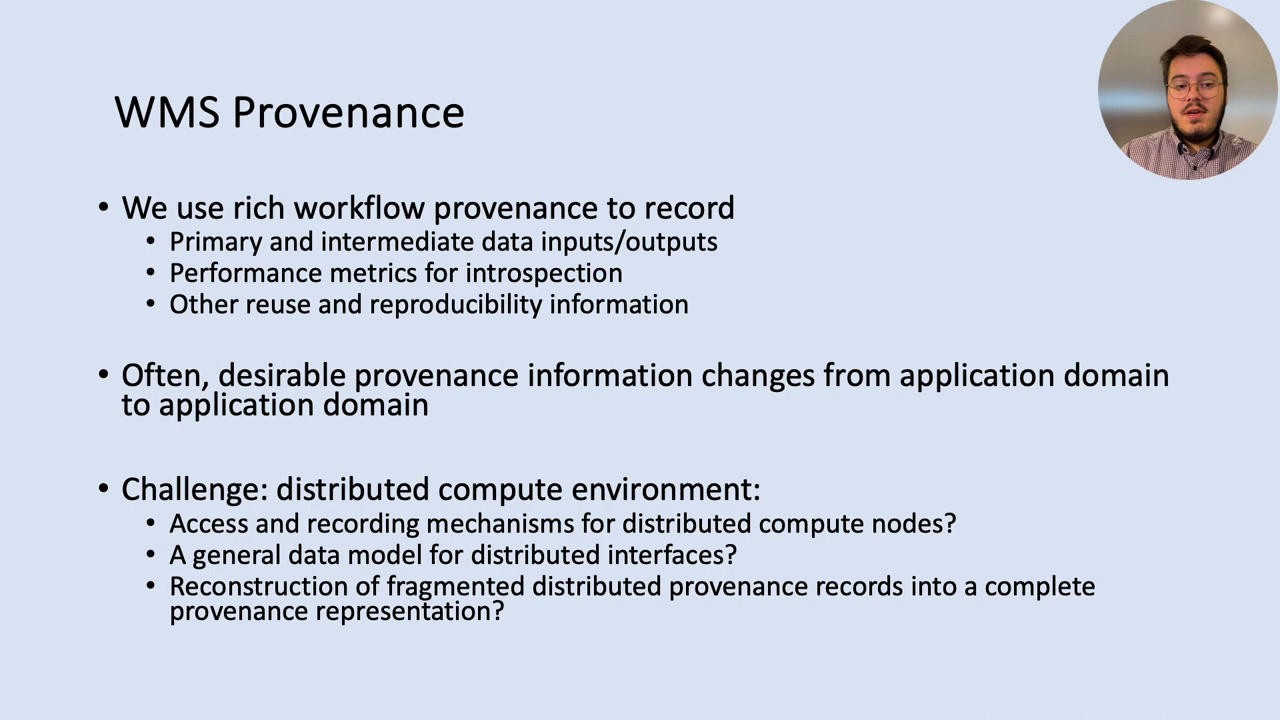 WMS Provenance
• We use rich workflow provenance to record
• Primary and intermediate data inputs/outputs
• Performance metrics for introspection
• Other reuse and reproducibility information
• Often, desirable provenance information changes from application domain
to application domain
• Challenge: distributed compute environment:
• Access and recording mechanisms for distributed compute nodes?
• A general data model for distributed interfaces?
• Reconstruction of fragmented distributed provenance records into a complete
provenance representation?